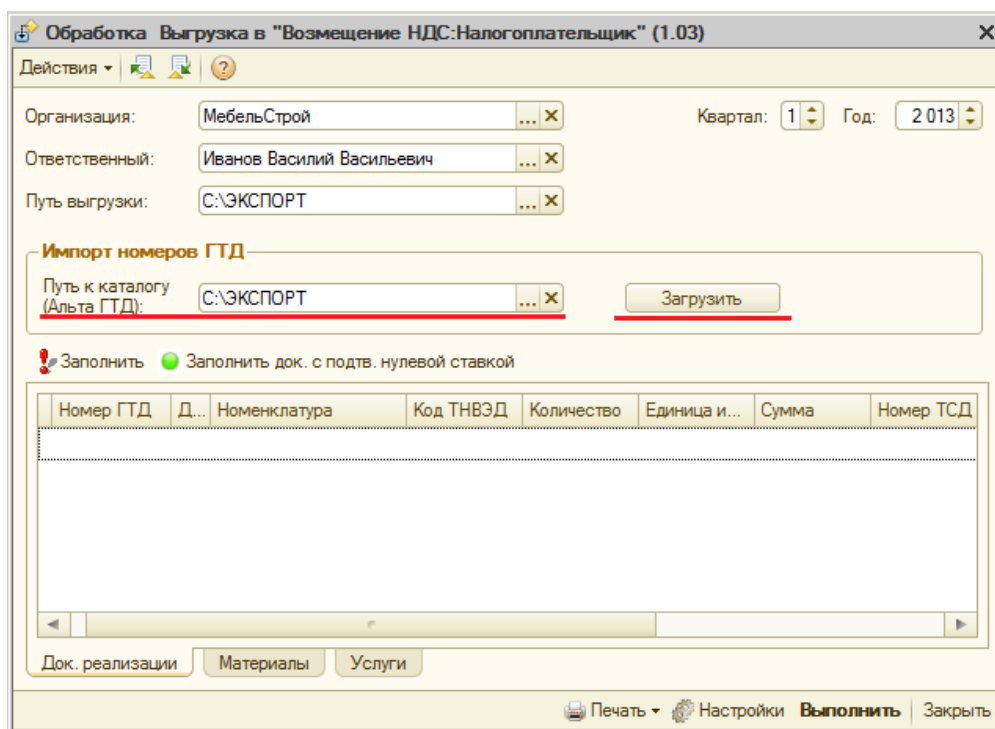 Обработка Выгрузка в "Возмещение НДС:Налогоплательщик" (1.03)
Действия
Организация: МебельСтрой ... Квартал: 1 Год: 2 013
Ответственный: Иванов Василий Васильевич ...
Путь выгрузки: C:\ЭКСПОРТ ...
Импорт номеров ГТД
Путь к каталогу
(Альта ГТД): C:\ЭКСПОРТ ... Загрузить
Заполнить Заполнить док. с подтв. нулевой ставкой
Номер ГТД Д... Номенклатура Код ТНВЭД Количество Единица и... Сумма Номер ТСД
Док. реализации Материалы Услуги
Печать Настройки Выполнить Закрыть